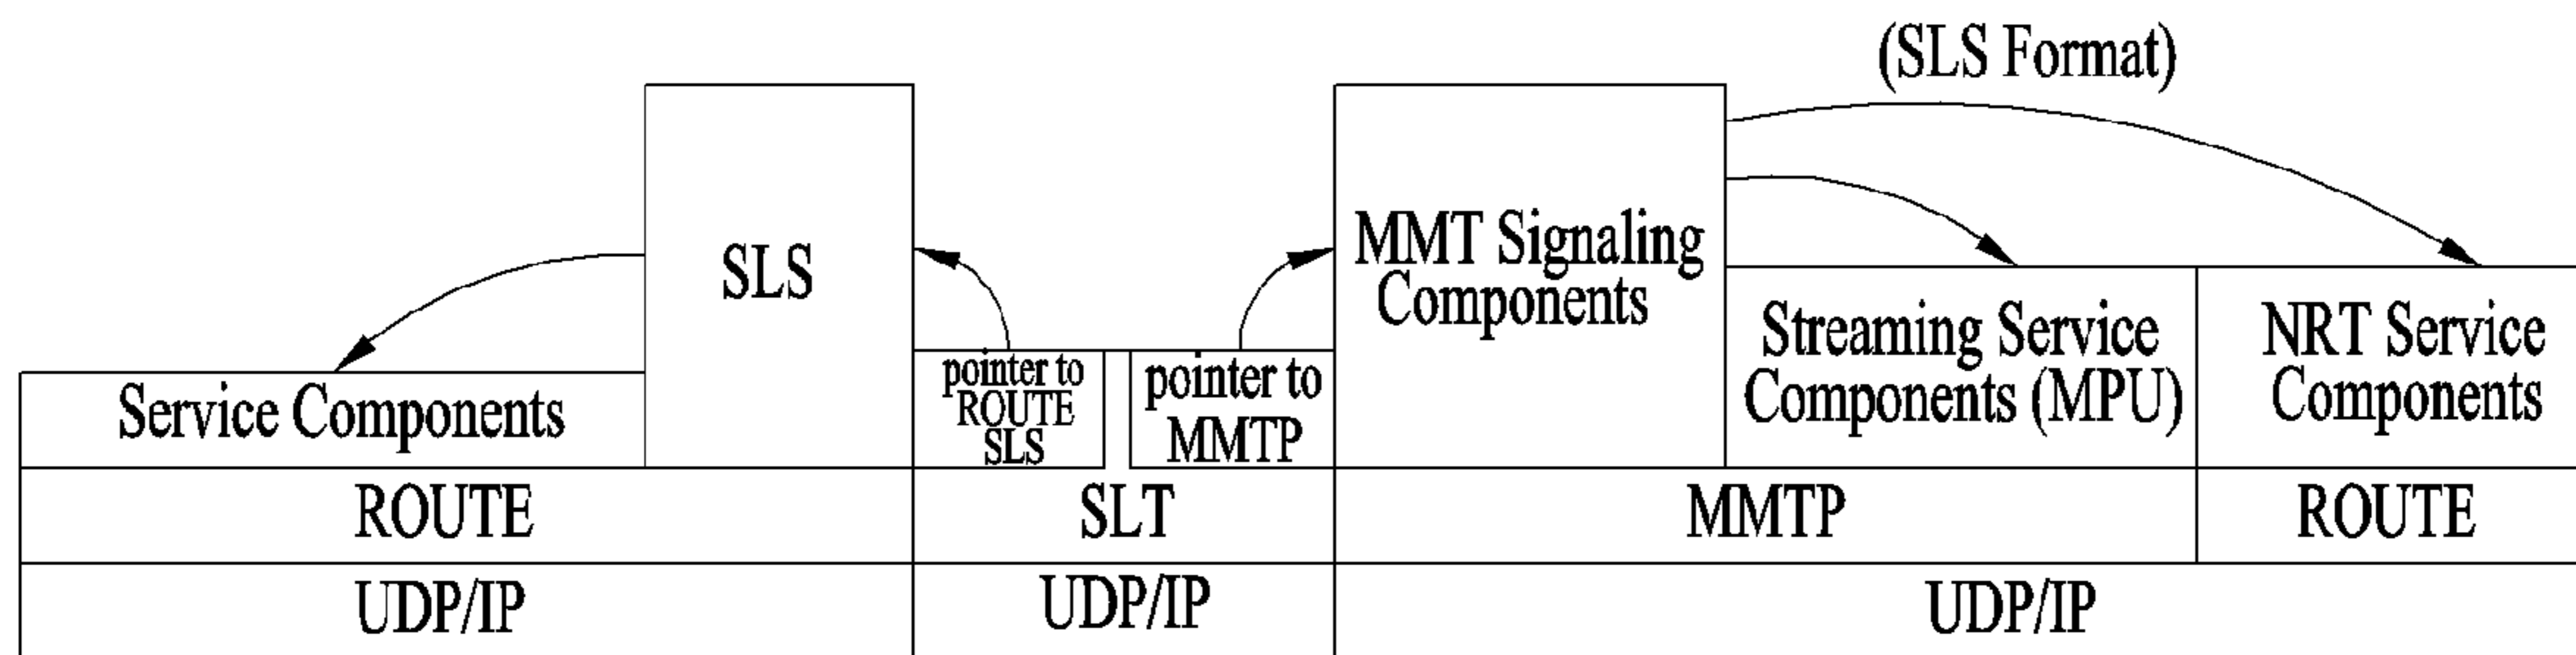 (SLS Format)
SLS
MMT Signaling
Components
Service Components
pointer to
ROUTE
SLS
pointer to
MMTP
Streaming Service
Components (MPU)
NRT Service
Components
ROUTE
SLT
MMTP
ROUTE
UDP/IP
UDP/IP
UDP/IP